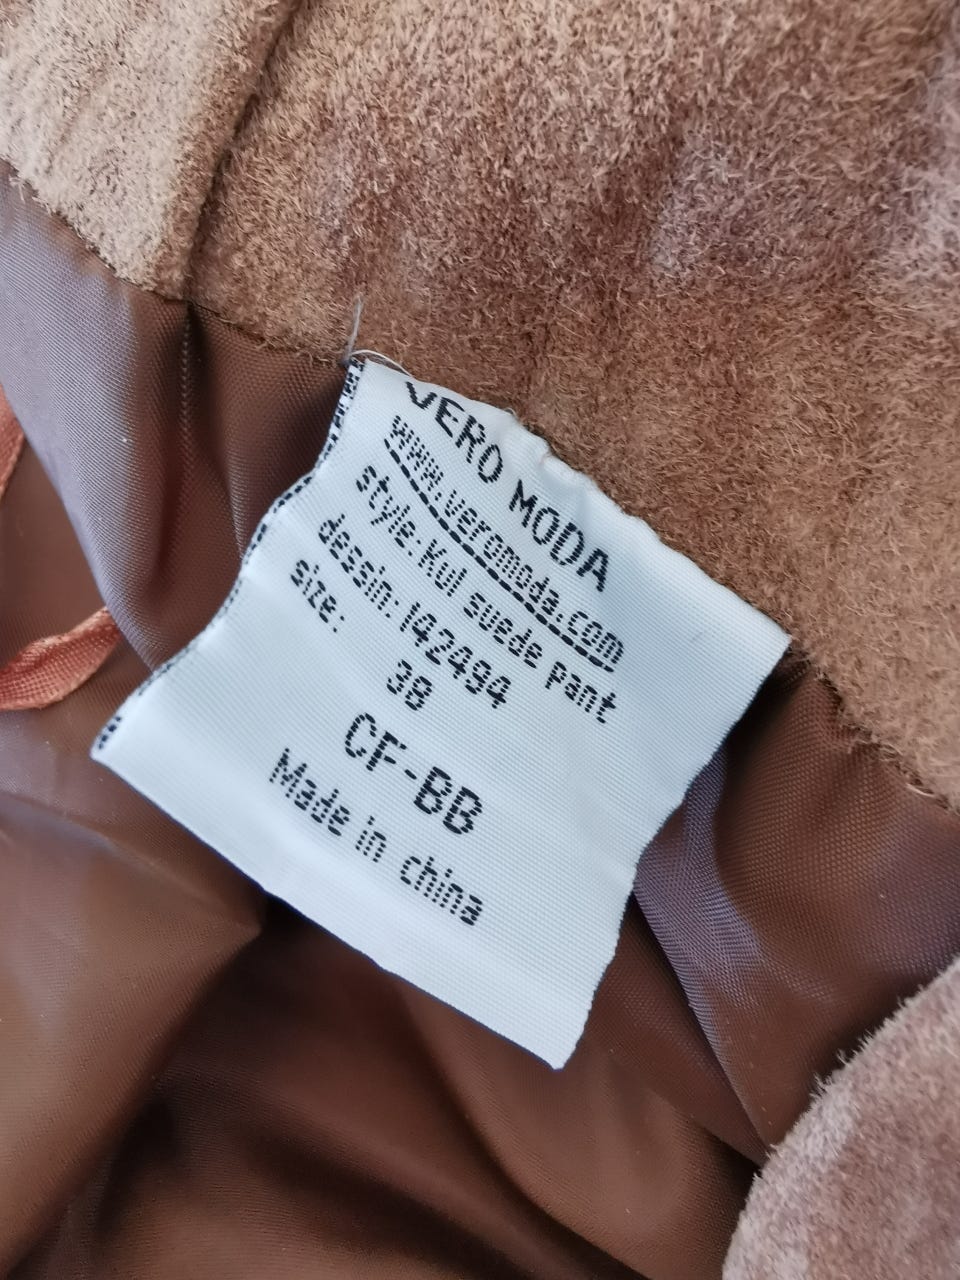 VERO MODA
www.veromoda.com
style: Kul suede pant
dessin: 142494
size:
38
CF-BB
Made in china